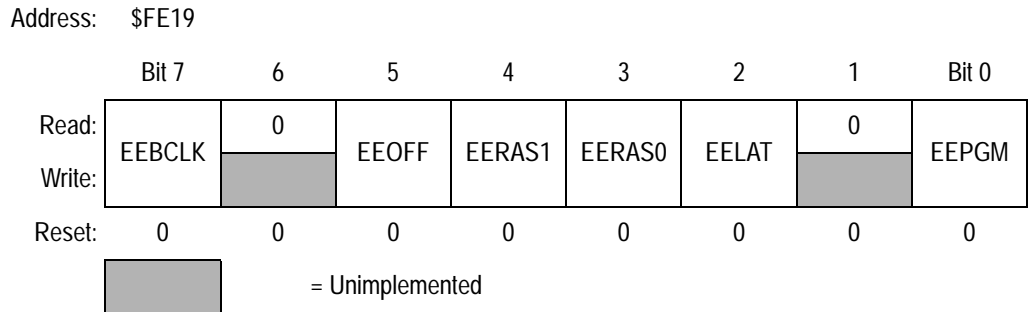 Address: $FE19
Bit 7 6 5 4 3 2 1 Bit 0
Read: 0 0
EEBCLK EEOFF EERAS1 EERAS0 EELAT EEPGM
Write:
Reset: 0 0 0 0 0 0 0 0
= Unimplemented